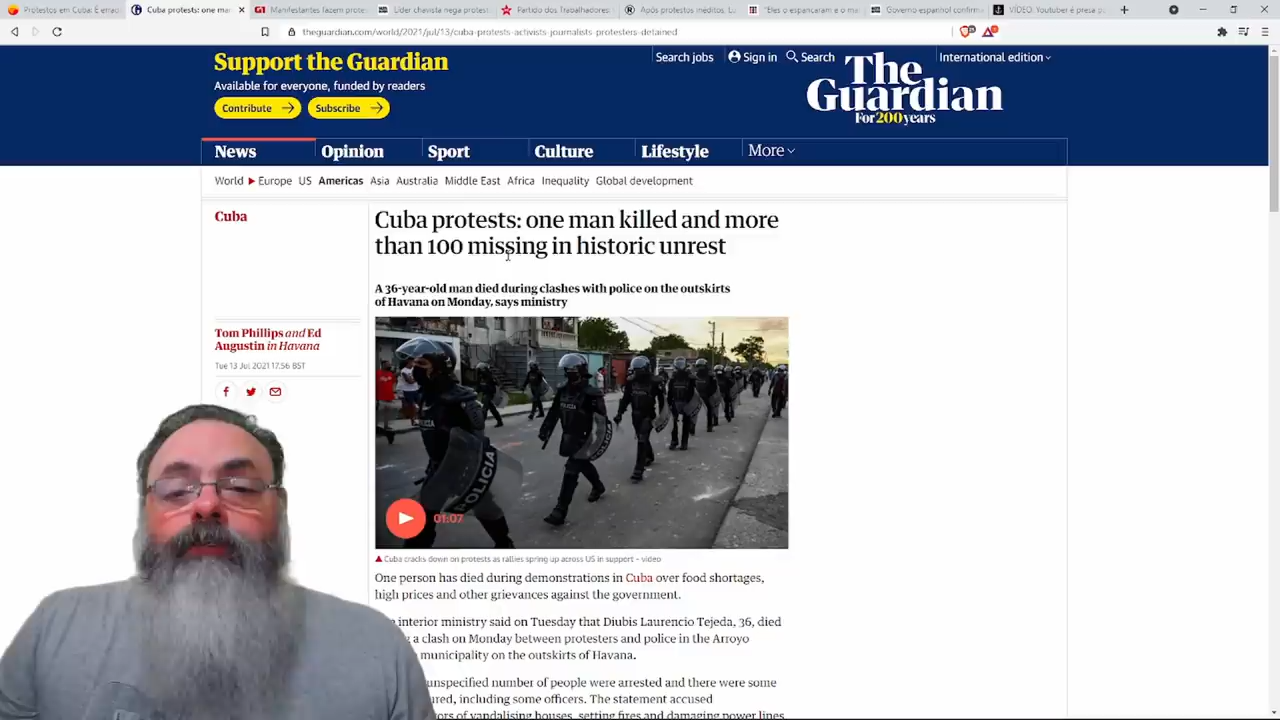 Protestos em Cuba: É errad
Cuba protests: one man
Manifestantes fazem protes
Líder chavista nega protest
Partido dos Trabalhadores
Após protestos inéditos,
"Eles o espancaram e o ma
Governo espanhol confirm
VÍDEO: Youtuber é presa p
theguardian.com/world/2021/jul/13/cuba-protests-activists-journalists-protesters-detained
Support the Guardian
Available for everyone, funded by readers
Contribute
Subscribe
Search jobs
Sign in
Search
International edition
The
Guardian
For 200 years
News
Opinion
Sport
Culture
Lifestyle
More
World
Europe
US
Americas
Asia
Australia
Middle East
Africa
Inequality
Global development
Cuba
Cuba protests: one man killed and more
than 100 missing in historic unrest
A 36-year-old man died during clashes with police on the outskirts
of Havana on Monday, says ministry
Tom Phillips and Ed
Augustin in Havana
Tue 13 Jul 2021 17.56 BST
POLICIA
POLICIA
01:07
Cuba cracks down on protests as rallies spring up across US in support – video
One person has died during demonstrations in Cuba over food shortages,
high prices and other grievances against the government.
interior ministry said on Tuesday that Diubis Laurencio Tejeda, 36, died
a clash on Monday between protesters and police in the Arroyo
municipality on the outskirts of Havana.
unspecified number of people were arrested and there were some
ured, including some officers. The statement accused
ors of vandalising houses, setting fires and damaging power lines